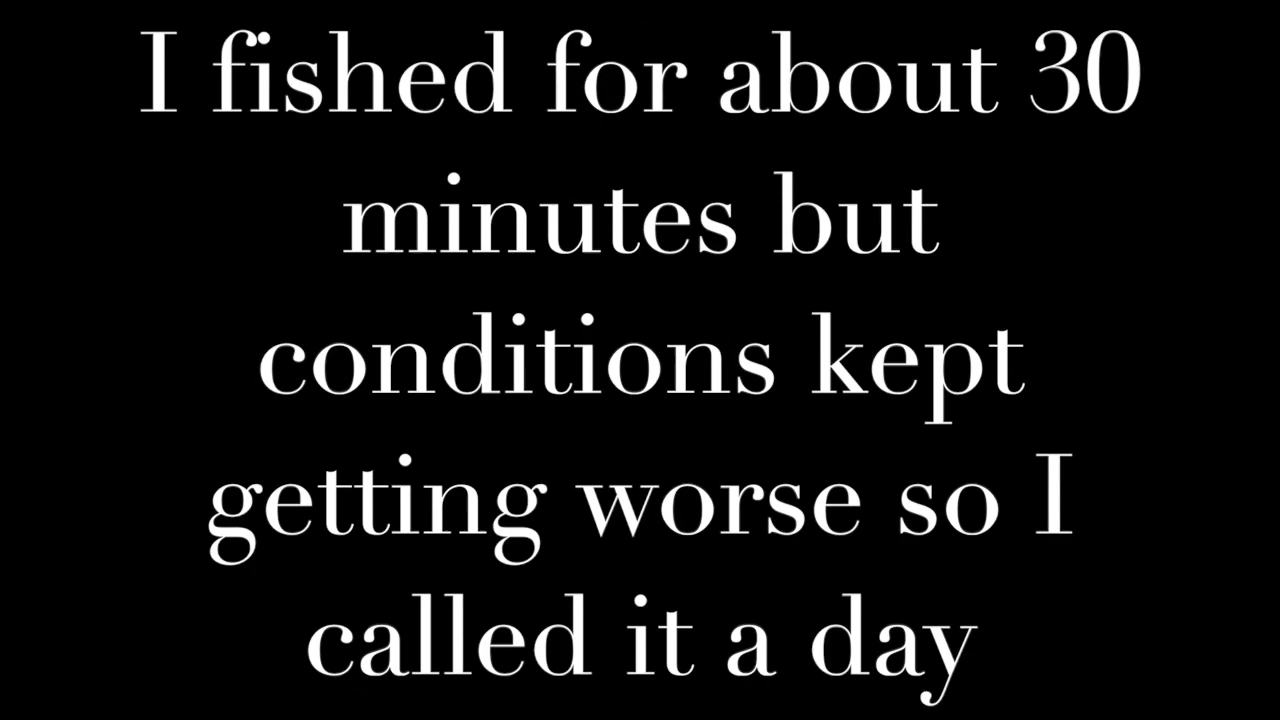 I fished for about 30
minutes but
conditions kept
getting worse so I
called it a day